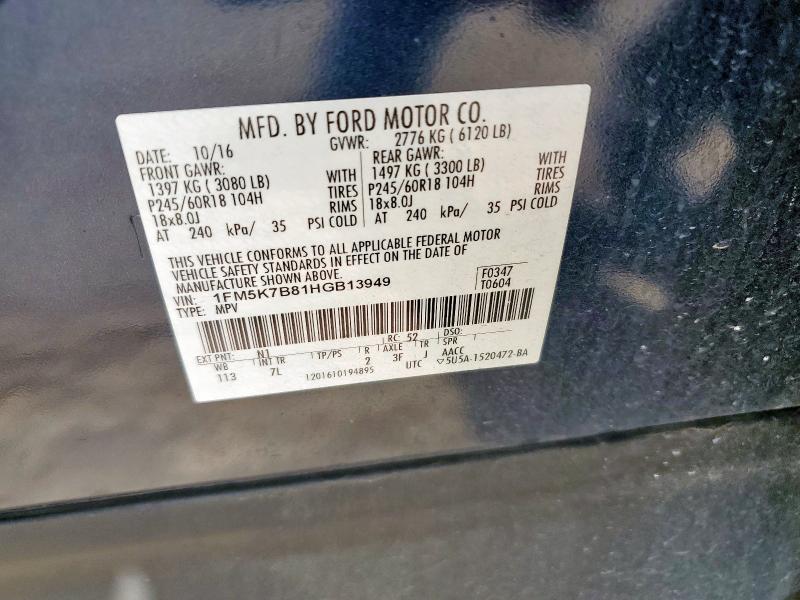 MFD. BY FORD MOTOR CO.
DATE: 10/16 GVWR: 2776 KG ( 6120 LB)
FRONT GAWR: REAR GAWR:
1397 KG ( 3080 LB) WITH 1497 KG ( 3300 LB) WITH
P245/60R18 104H TIRES P245/60R18 104H TIRES
18x8.0J RIMS 18x8.0J RIMS
AT 240 kPa/ 35 PSI COLD AT 240 kPa/ 35 PSI COLD
THIS VEHICLE CONFORMS TO ALL APPLICABLE FEDERAL MOTOR
VEHICLE SAFETY STANDARDS IN EFFECT ON THE DATE OF
MANUFACTURE SHOWN ABOVE.
VIN: 1FM5K7B81HGB13949 F0347
TYPE: MPV T0604
EXT PNT: N1 RC: 52 DSO:
WB INT TR TP/PS R AXLE TR SPR
113 7L 2 3F J AACC
1201610194895 UTC ▽5U5A-1520472-BA